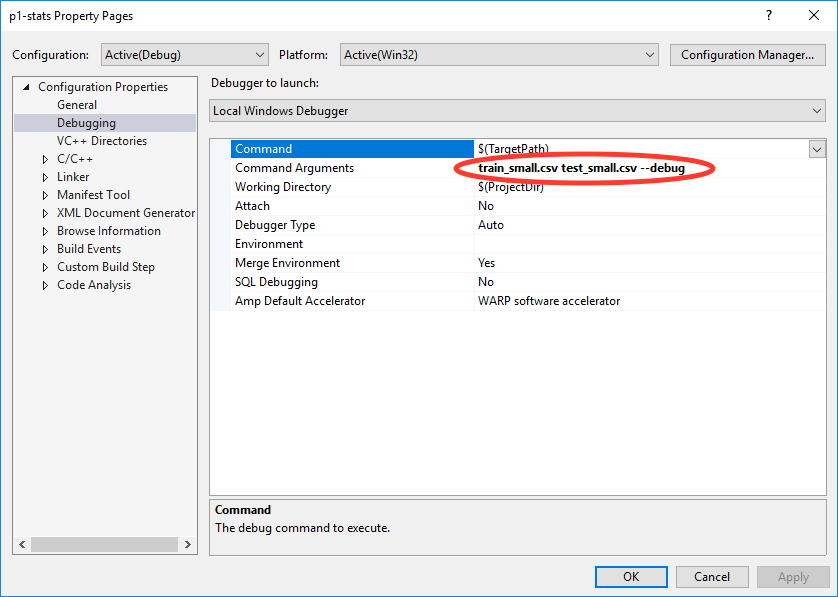 p1-stats Property Pages
?
Configuration: Active(Debug) Platform: Active(Win32) Configuration Manager...
Configuration Properties
General
Debugging
VC++ Directories
C/C++
Linker
Manifest Tool
XML Document Generator
Browse Information
Build Events
Custom Build Step
Code Analysis
Debugger to launch:
Local Windows Debugger
Command $(TargetPath)
Command Arguments train_small.csv test_small.csv --debug
Working Directory $(ProjectDir)
Attach No
Debugger Type Auto
Environment
Merge Environment Yes
SQL Debugging No
Amp Default Accelerator WARP software accelerator
Command
The debug command to execute.
OK Cancel Apply